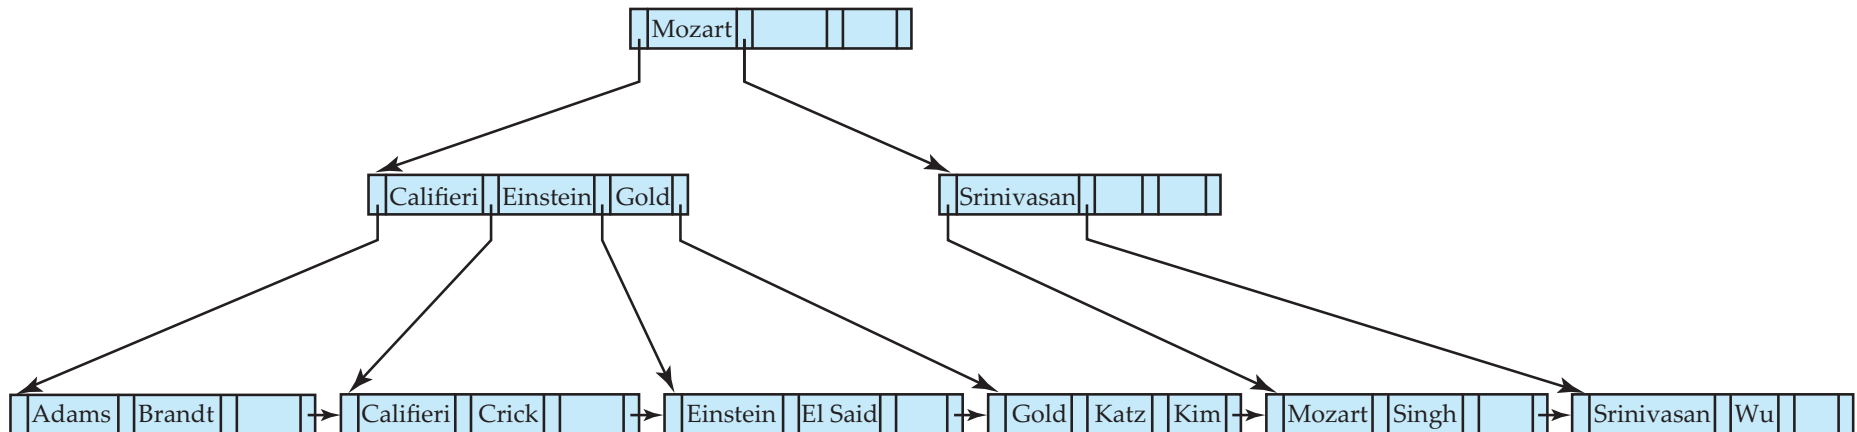 Mozart
Califieri Einstein Gold Srinivasan
Adams Brandt Califieri Crick Einstein El Said Gold Katz Kim Mozart Singh Srinivasan Wu